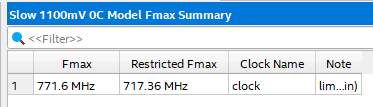 Slow 1100mV 0C Model Fmax Summary
<<Filter>>
Fmax Restricted Fmax Clock Name Note
1 771.6 MHz 717.36 MHz clock lim...in)